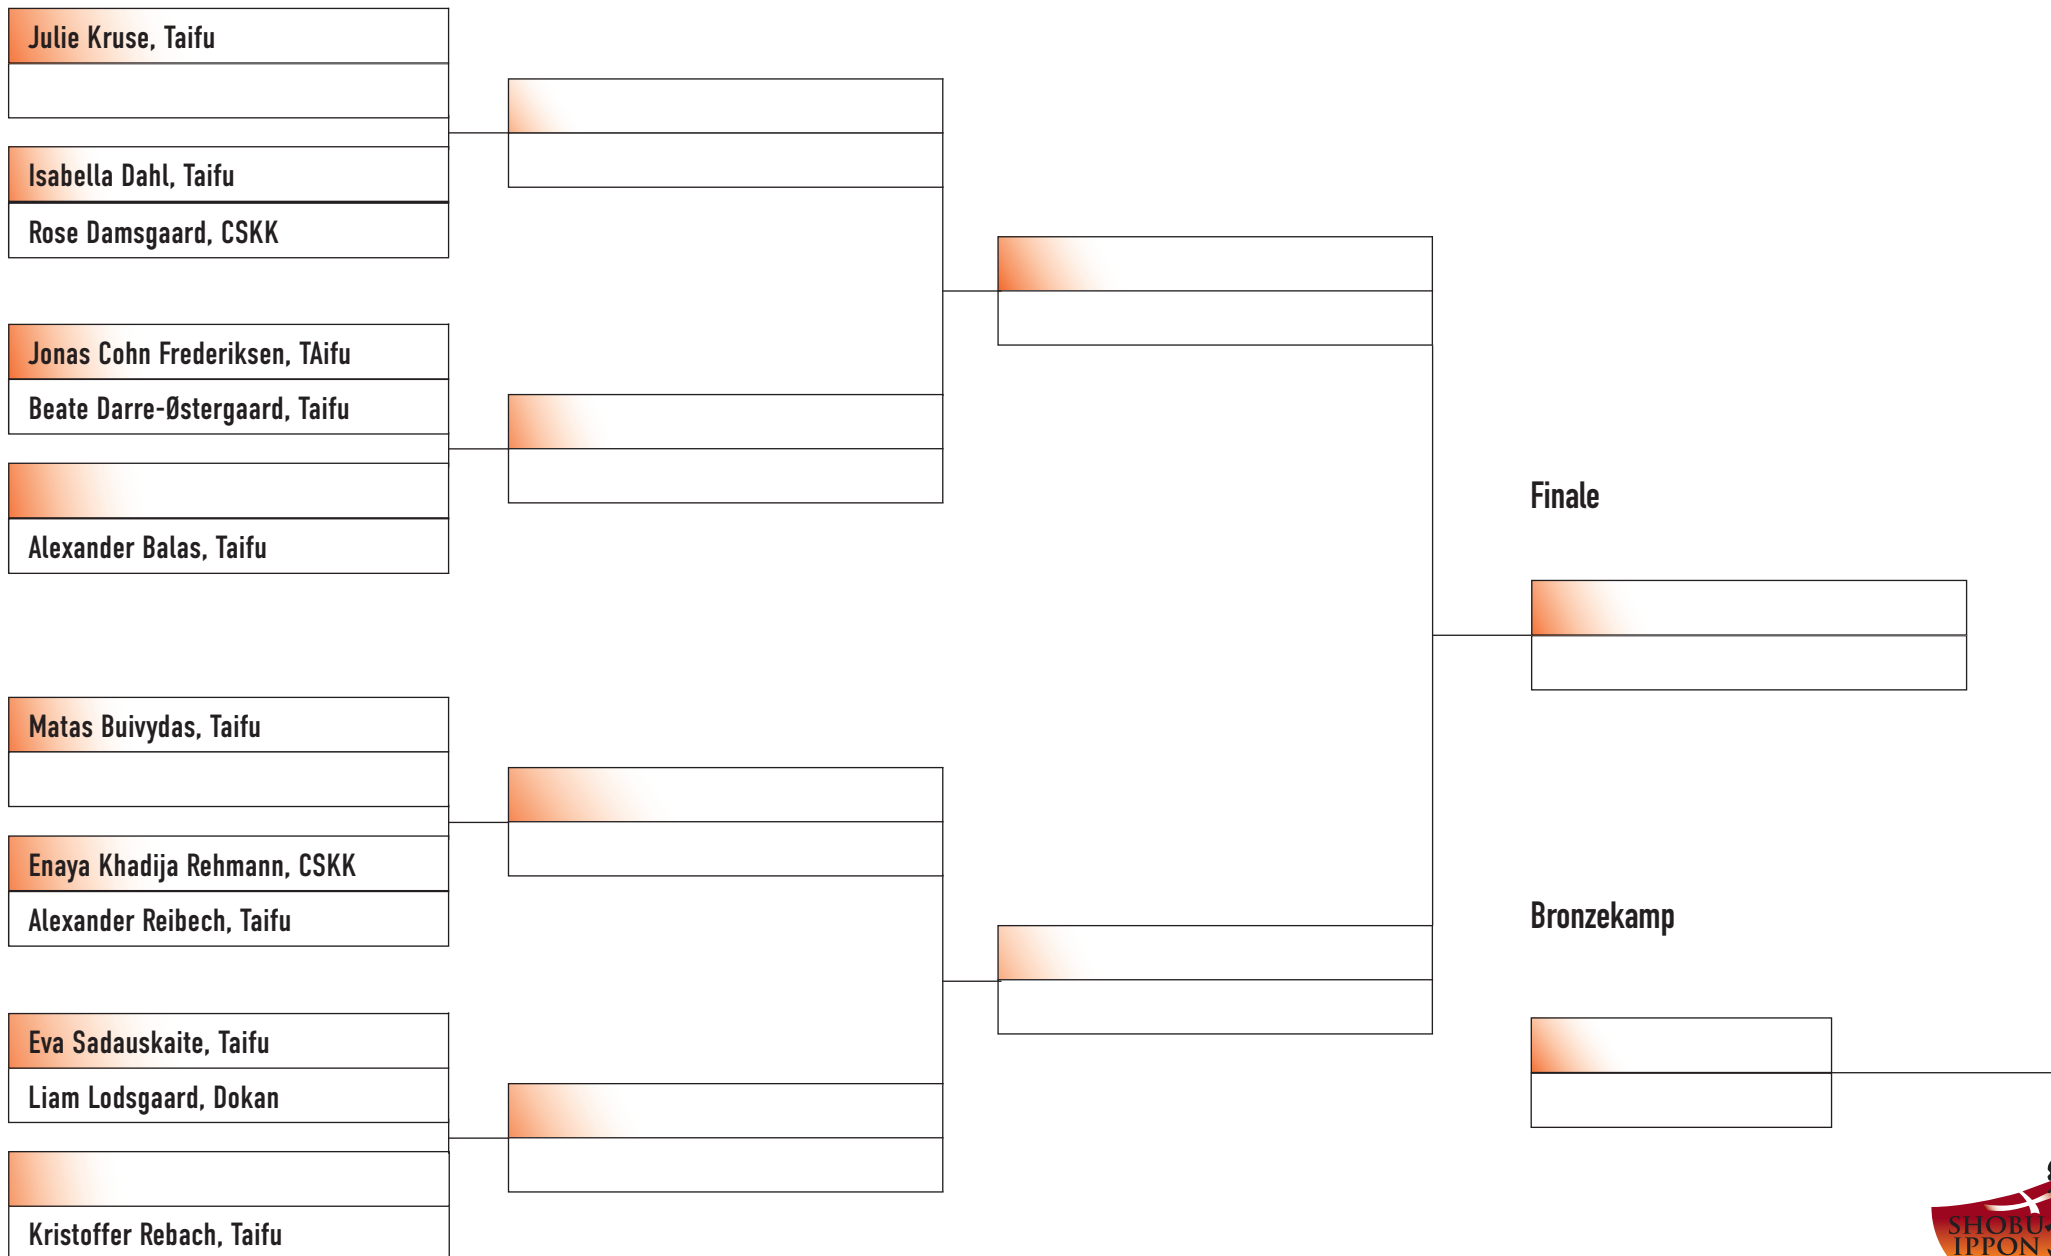 Julie Kruse, Taifu
Isabella Dahl, Taifu
Rose Damsgaard, CSKK
Jonas Cohn Frederiksen, TAifu
Beate Darre-Østergaard, Taifu
Alexander Balas, Taifu
Finale
Matas Buivydas, Taifu
Enaya Khadija Rehmann, CSKK
Alexander Reibech, Taifu
Bronzekamp
Eva Sadauskaite, Taifu
Liam Lodsgaard, Dokan
Kristoffer Rebach, Taifu
SHOBU
IPPON